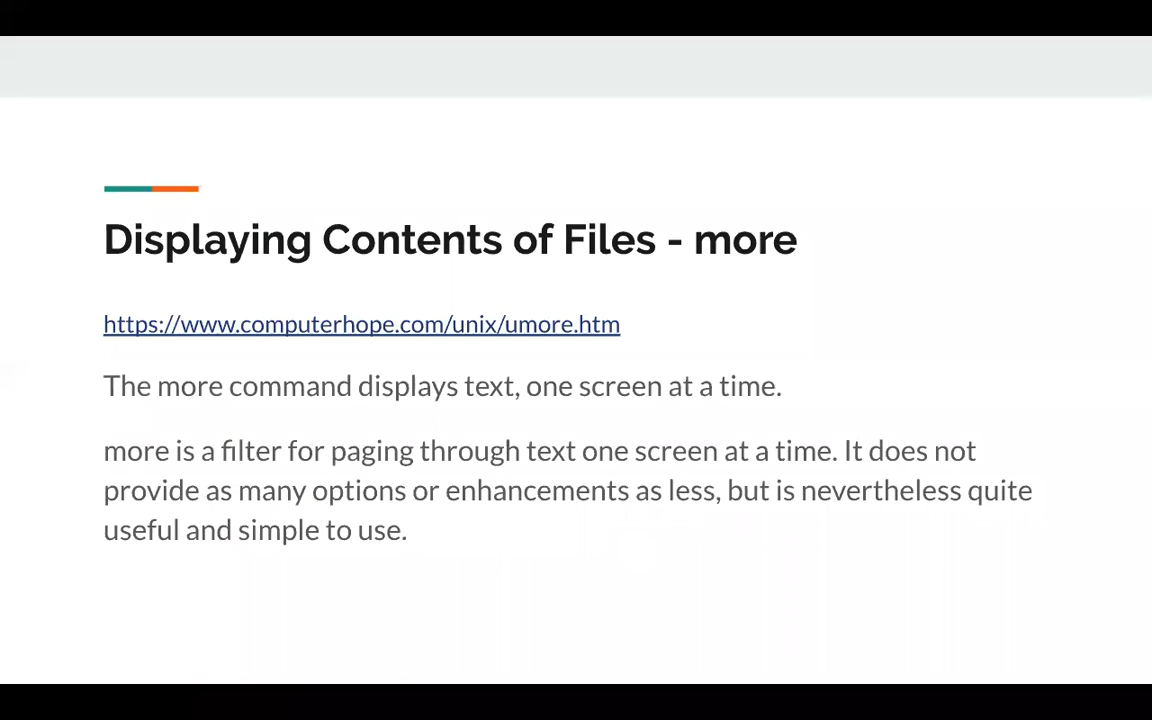 Displaying Contents of Files - more
https://www.computerhope.com/unix/umore.htm
The more command displays text, one screen at a time.
more is a filter for paging through text one screen at a time. It does not
provide as many options or enhancements as less, but is nevertheless quite
useful and simple to use.